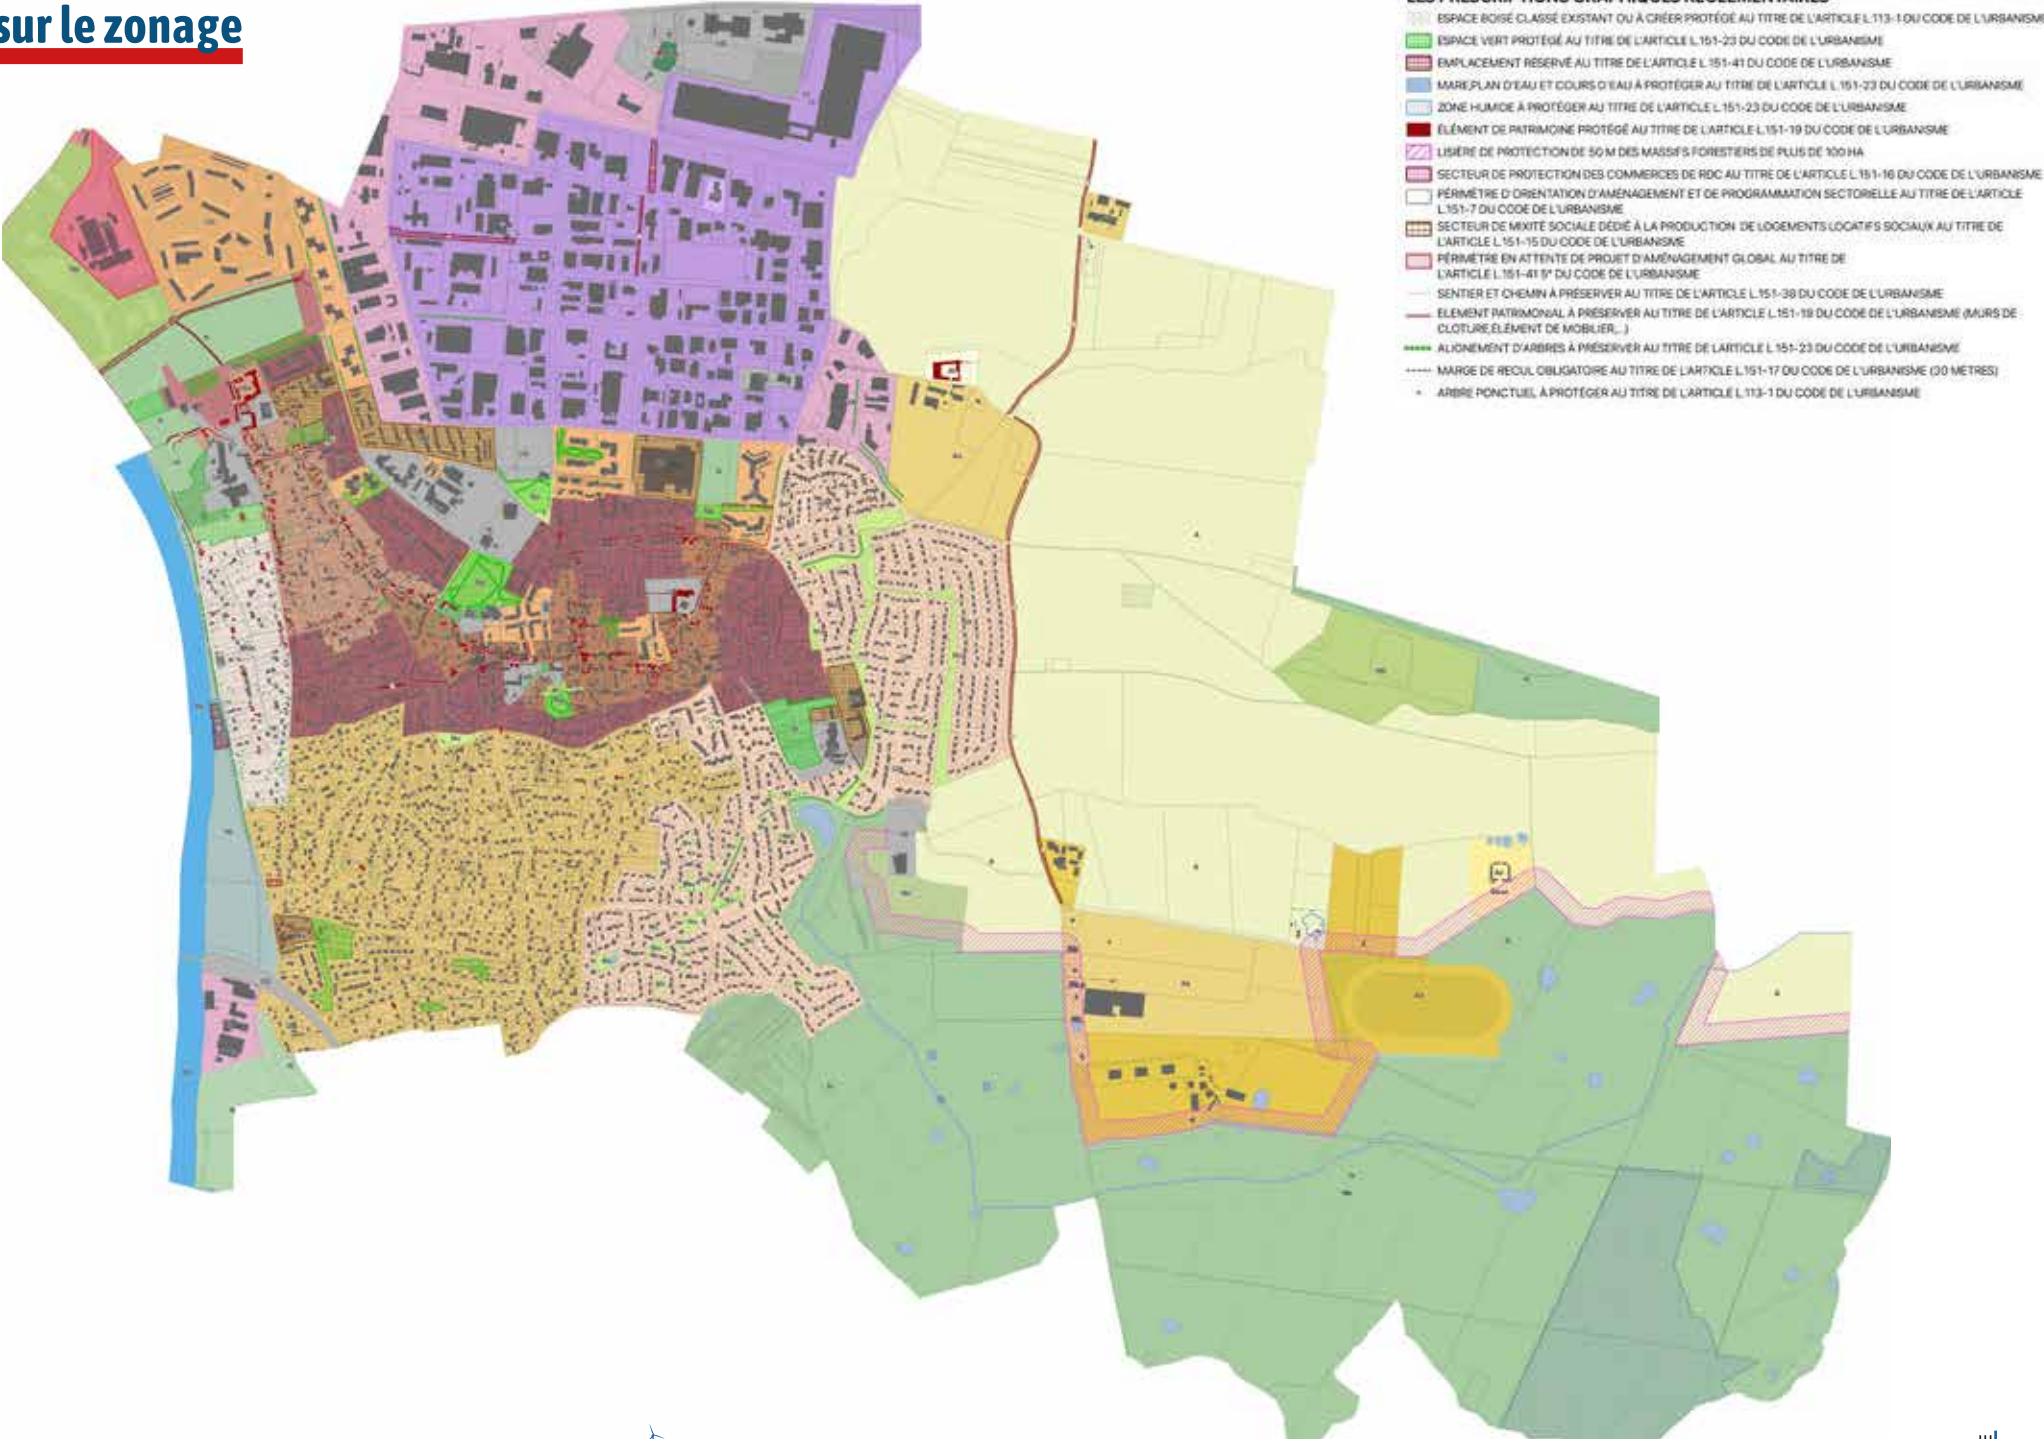 sur le zonage
LES PRESCRIPTIONS GRAPHIQUES RÉGLEMENTAIRES
ESPACE BOISÉ CLASSÉ EXISTANT OU À CRÉER PROTÉGÉ AU TITRE DE L'ARTICLE L.113-1 DU CODE DE L'URBANISME
ESPACE VERT PROTÉGÉ AU TITRE DE L'ARTICLE L.151-23 DU CODE DE L'URBANISME
EMPLACEMENT RÉSERVÉ AU TITRE DE L'ARTICLE L.151-41 DU CODE DE L'URBANISME
MARE,PLAN D'EAU ET COURS D'EAU À PROTÉGER AU TITRE DE L'ARTICLE L.151-23 DU CODE DE L'URBANISME
ZONE HUMIDE À PROTÉGER AU TITRE DE L'ARTICLE L.151-23 DU CODE DE L'URBANISME
ÉLÉMENT DE PATRIMOINE PROTÉGÉ AU TITRE DE L'ARTICLE L.151-19 DU CODE DE L'URBANISME
LISIÈRE DE PROTECTION DE 50 M DES MASSIFS FORESTIERS DE PLUS DE 100 HA
SECTEUR DE PROTECTION DES COMMERCES DE RDC AU TITRE DE L'ARTICLE L.151-16 DU CODE DE L'URBANISME
PÉRIMÈTRE D'ORIENTATION D'AMÉNAGEMENT ET DE PROGRAMMATION SECTORIELLE AU TITRE DE L'ARTICLE
L.151-7 DU CODE DE L'URBANISME
SECTEUR DE MIXITÉ SOCIALE DÉDIÉ À LA PRODUCTION DE LOGEMENTS LOCATIFS SOCIAUX AU TITRE DE
L'ARTICLE L.151-15 DU CODE DE L'URBANISME
PÉRIMÈTRE EN ATTENTE DE PROJET D'AMÉNAGEMENT GLOBAL AU TITRE DE
L'ARTICLE L.151-41 5° DU CODE DE L'URBANISME
SENTIER ET CHEMIN À PRÉSERVER AU TITRE DE L'ARTICLE L.151-38 DU CODE DE L'URBANISME
ELEMENT PATRIMONIAL À PRÉSERVER AU TITRE DE L'ARTICLE L.151-19 DU CODE DE L'URBANISME (MURS DE
CLOTURE,ÉLÉMENT DE MOBILIER,..)
ALIGNEMENT D'ARBRES À PRÉSERVER AU TITRE DE LARTICLE L.151-23 DU CODE DE L'URBANISME
MARGE DE RECUL OBLIGATOIRE AU TITRE DE L'ARTICLE L.151-17 DU CODE DE L'URBANISME (30 MÈTRES)
ARBRE PONCTUEL À PROTÉGER AU TITRE DE L'ARTICLE L.113-1 DU CODE DE L'URBANISME